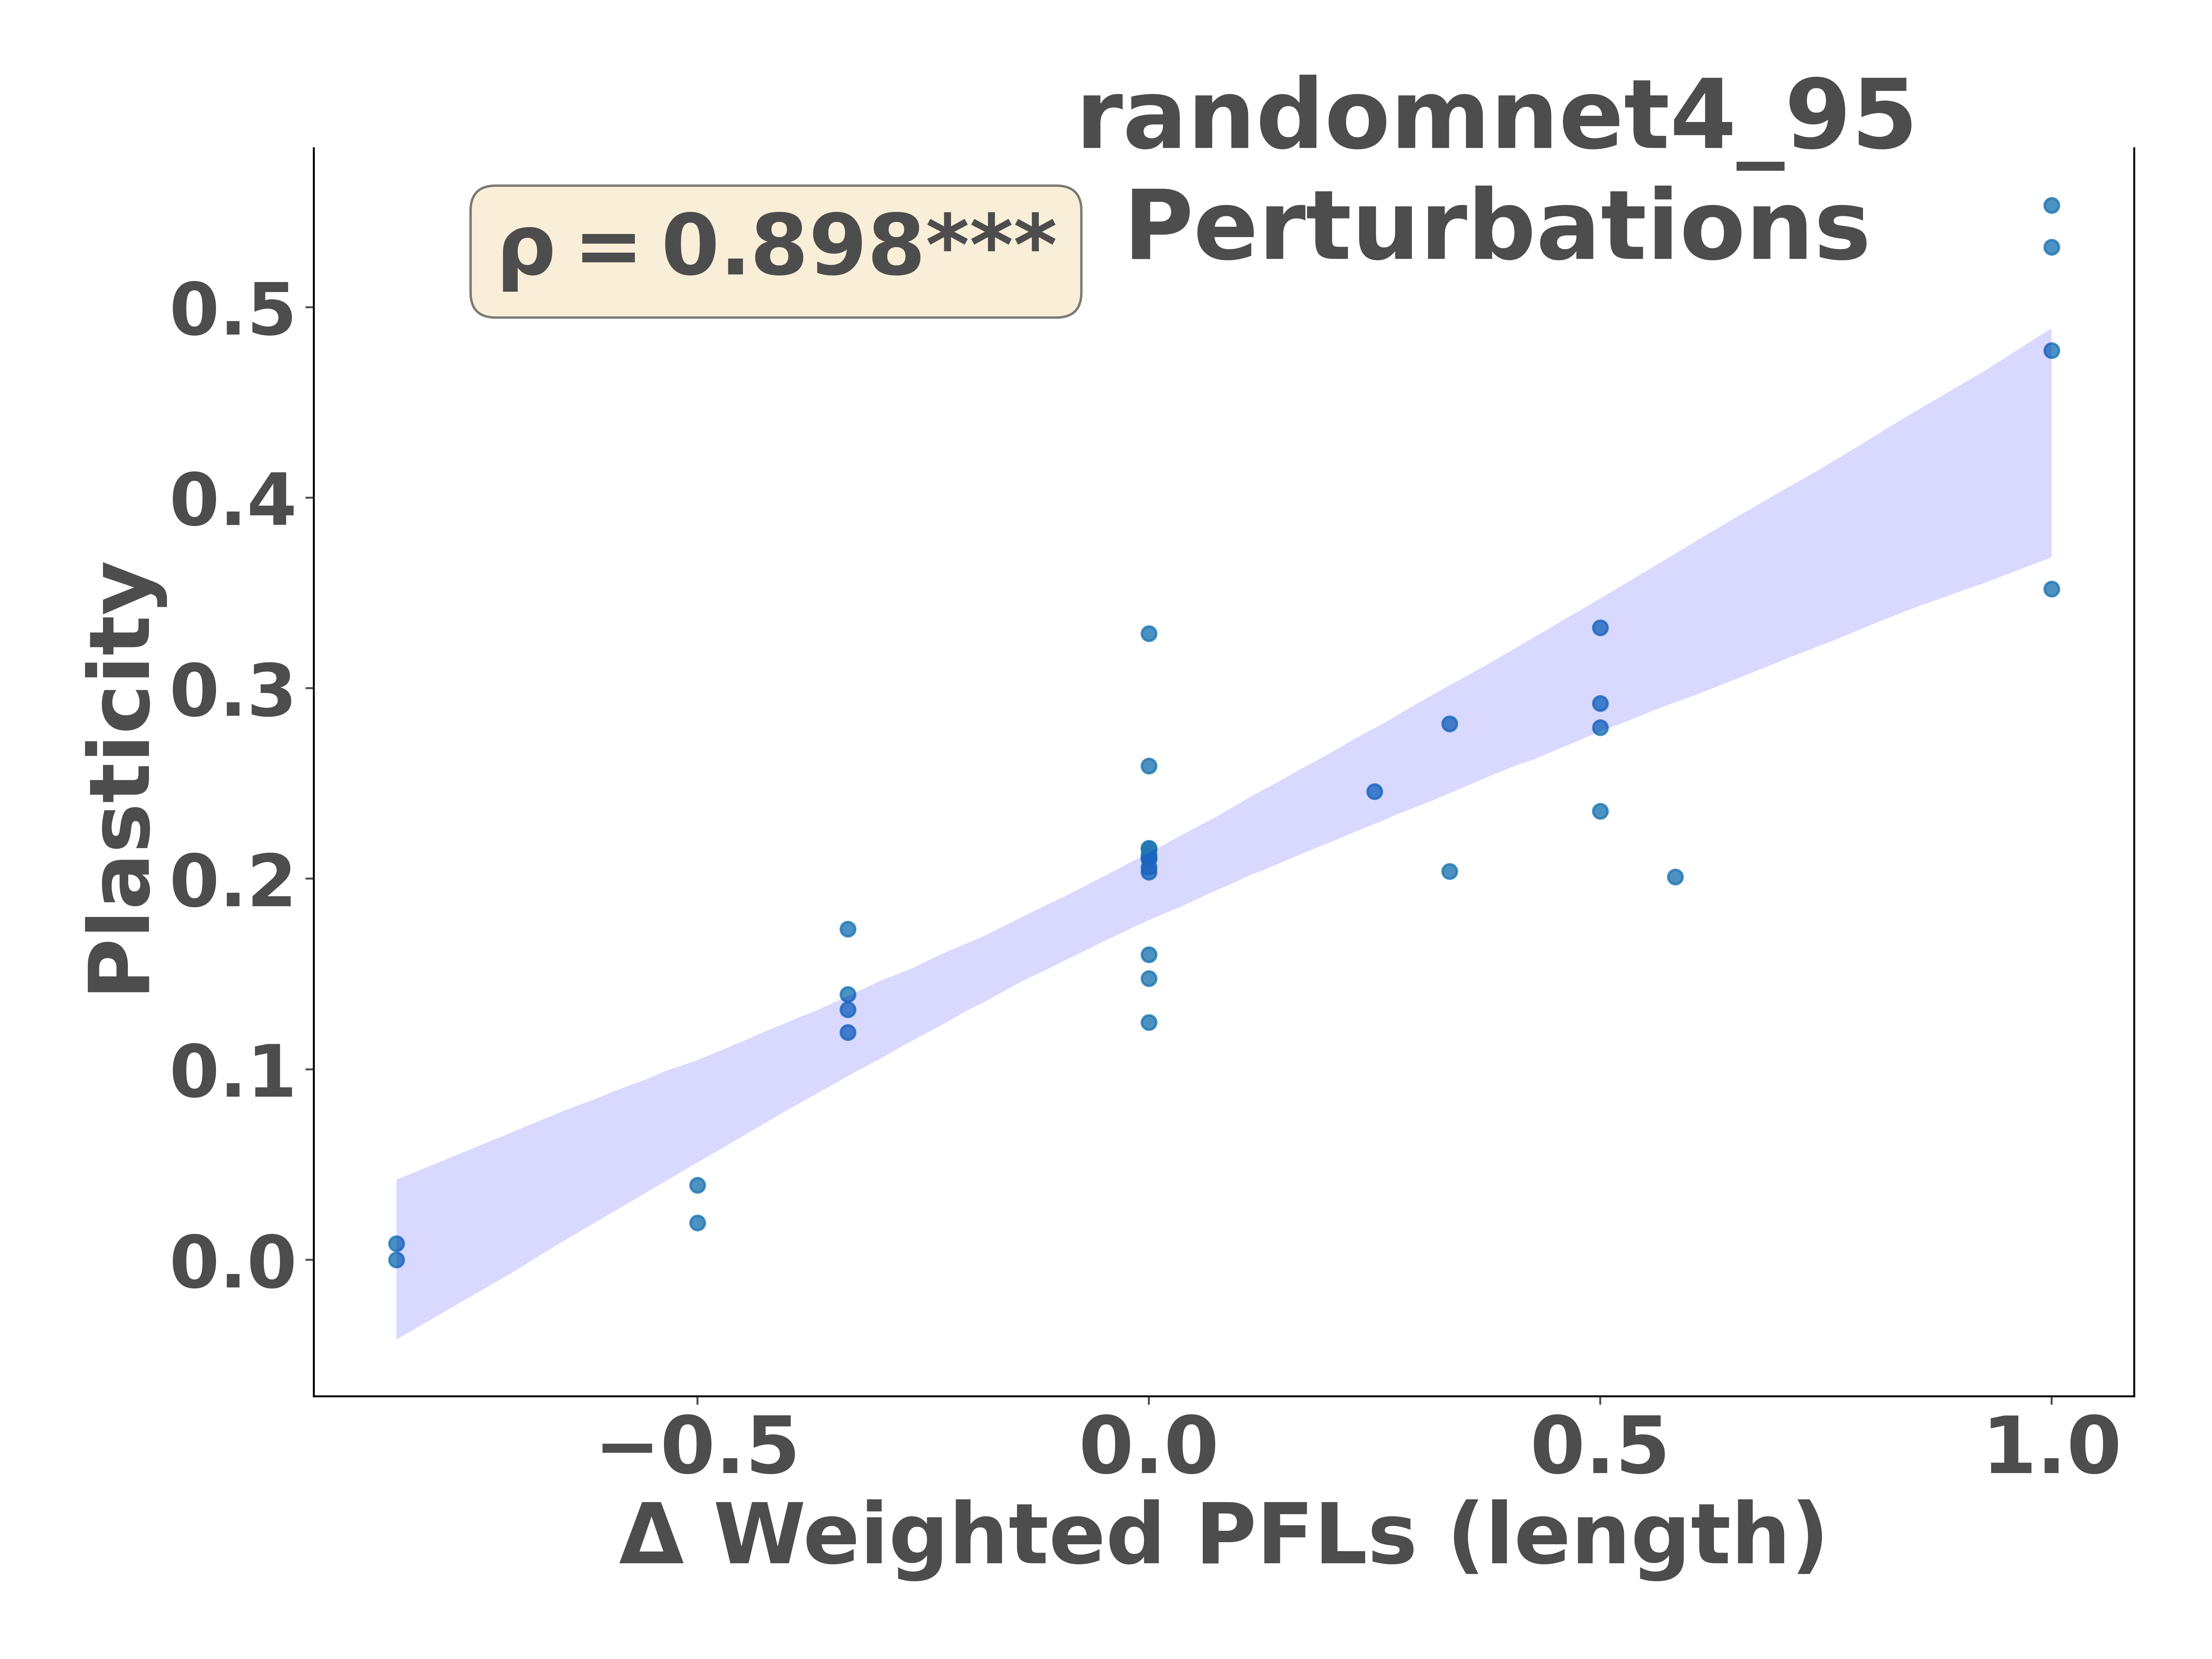 randomnet4_95
Perturbations
ρ = 0.898***
0.5
0.4
0.3
0.2
0.1
0.0
Plasticity
−0.5 0.0 0.5 1.0
Δ Weighted PFLs (length)